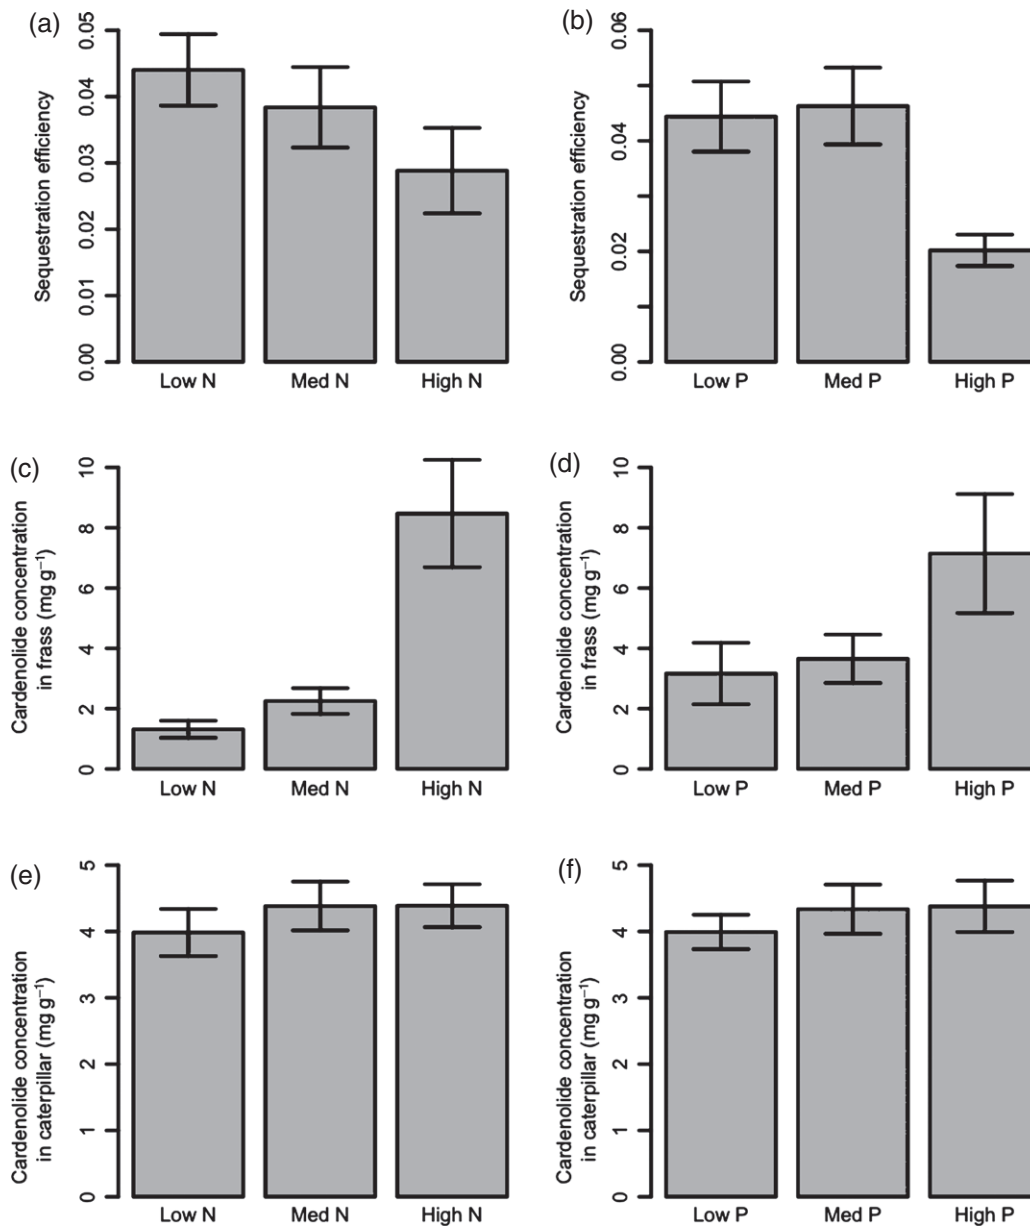 (a)
Sequestration efficiency
0.05
0.04
0.03
0.02
0.01
0.00
Low N Med N High N
(b)
Sequestration efficiency
0.06
0.04
0.02
0.00
Low P Med P High P
(c)
Cardenolide concentration
in frass (mg g⁻¹)
10
8
6
4
2
0
Low N Med N High N
(d)
Cardenolide concentration
in frass (mg g⁻¹)
10
8
6
4
2
0
Low P Med P High P
(e)
Cardenolide concentration
in caterpillar (mg g⁻¹)
5
4
3
2
1
0
Low N Med N High N
(f)
Cardenolide concentration
in caterpillar (mg g⁻¹)
5
4
3
2
1
0
Low P Med P High P